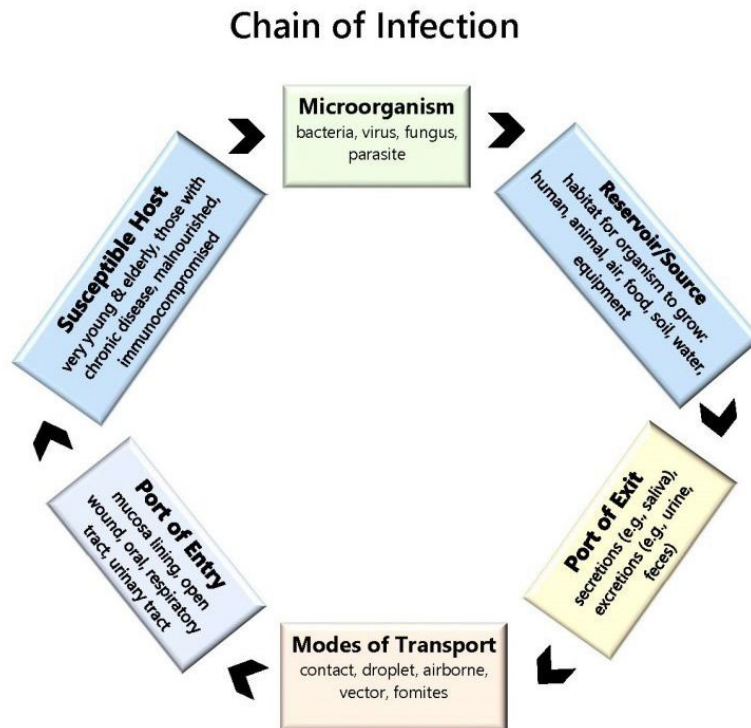 Chain of Infection
Microorganism
bacteria, virus, fungus,
parasite
Reservoir/Source
habitat for organism to grow:
human, animal, air, food, soil, water,
equipment
Port of Exit
secretions (e.g., saliva),
excretions (e.g., urine,
feces)
Modes of Transport
contact, droplet, airborne,
vector, fomites
Port of Entry
mucosa lining, open
wound, oral, respiratory
tract, urinary tract
Susceptible Host
very young & elderly, those with
chronic disease, malnourished,
immunocompromised